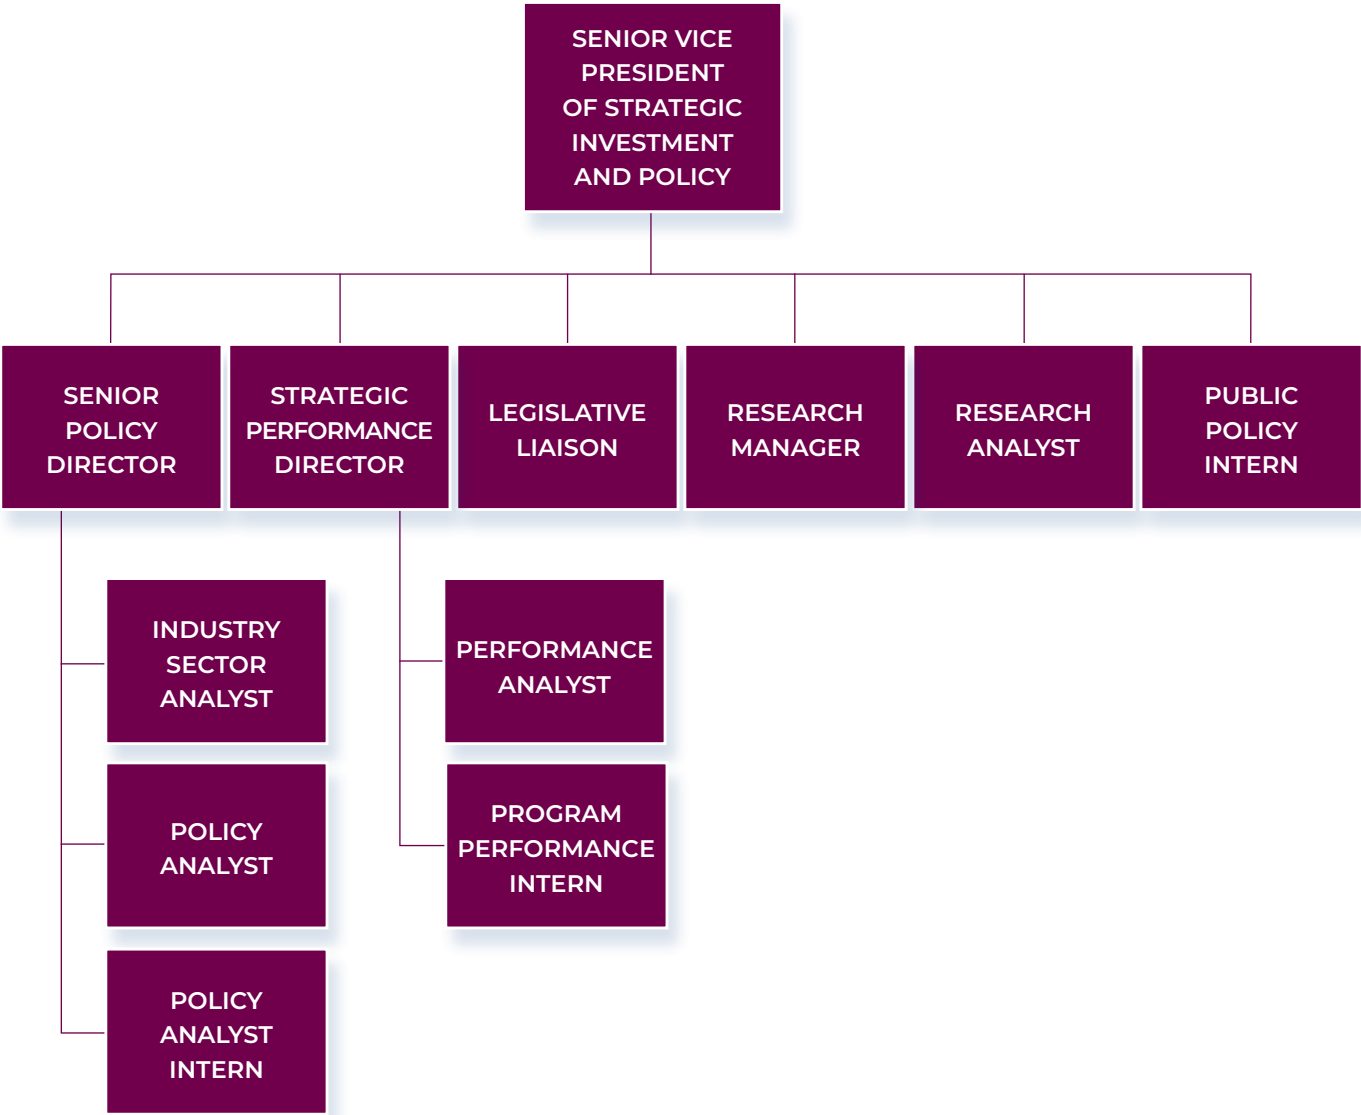 SENIOR VICE
PRESIDENT
OF STRATEGIC
INVESTMENT
AND POLICY
SENIOR
POLICY
DIRECTOR
STRATEGIC
PERFORMANCE
DIRECTOR
LEGISLATIVE
LIAISON
RESEARCH
MANAGER
RESEARCH
ANALYST
PUBLIC
POLICY
INTERN
INDUSTRY
SECTOR
ANALYST
POLICY
ANALYST
POLICY
ANALYST
INTERN
PERFORMANCE
ANALYST
PROGRAM
PERFORMANCE
INTERN